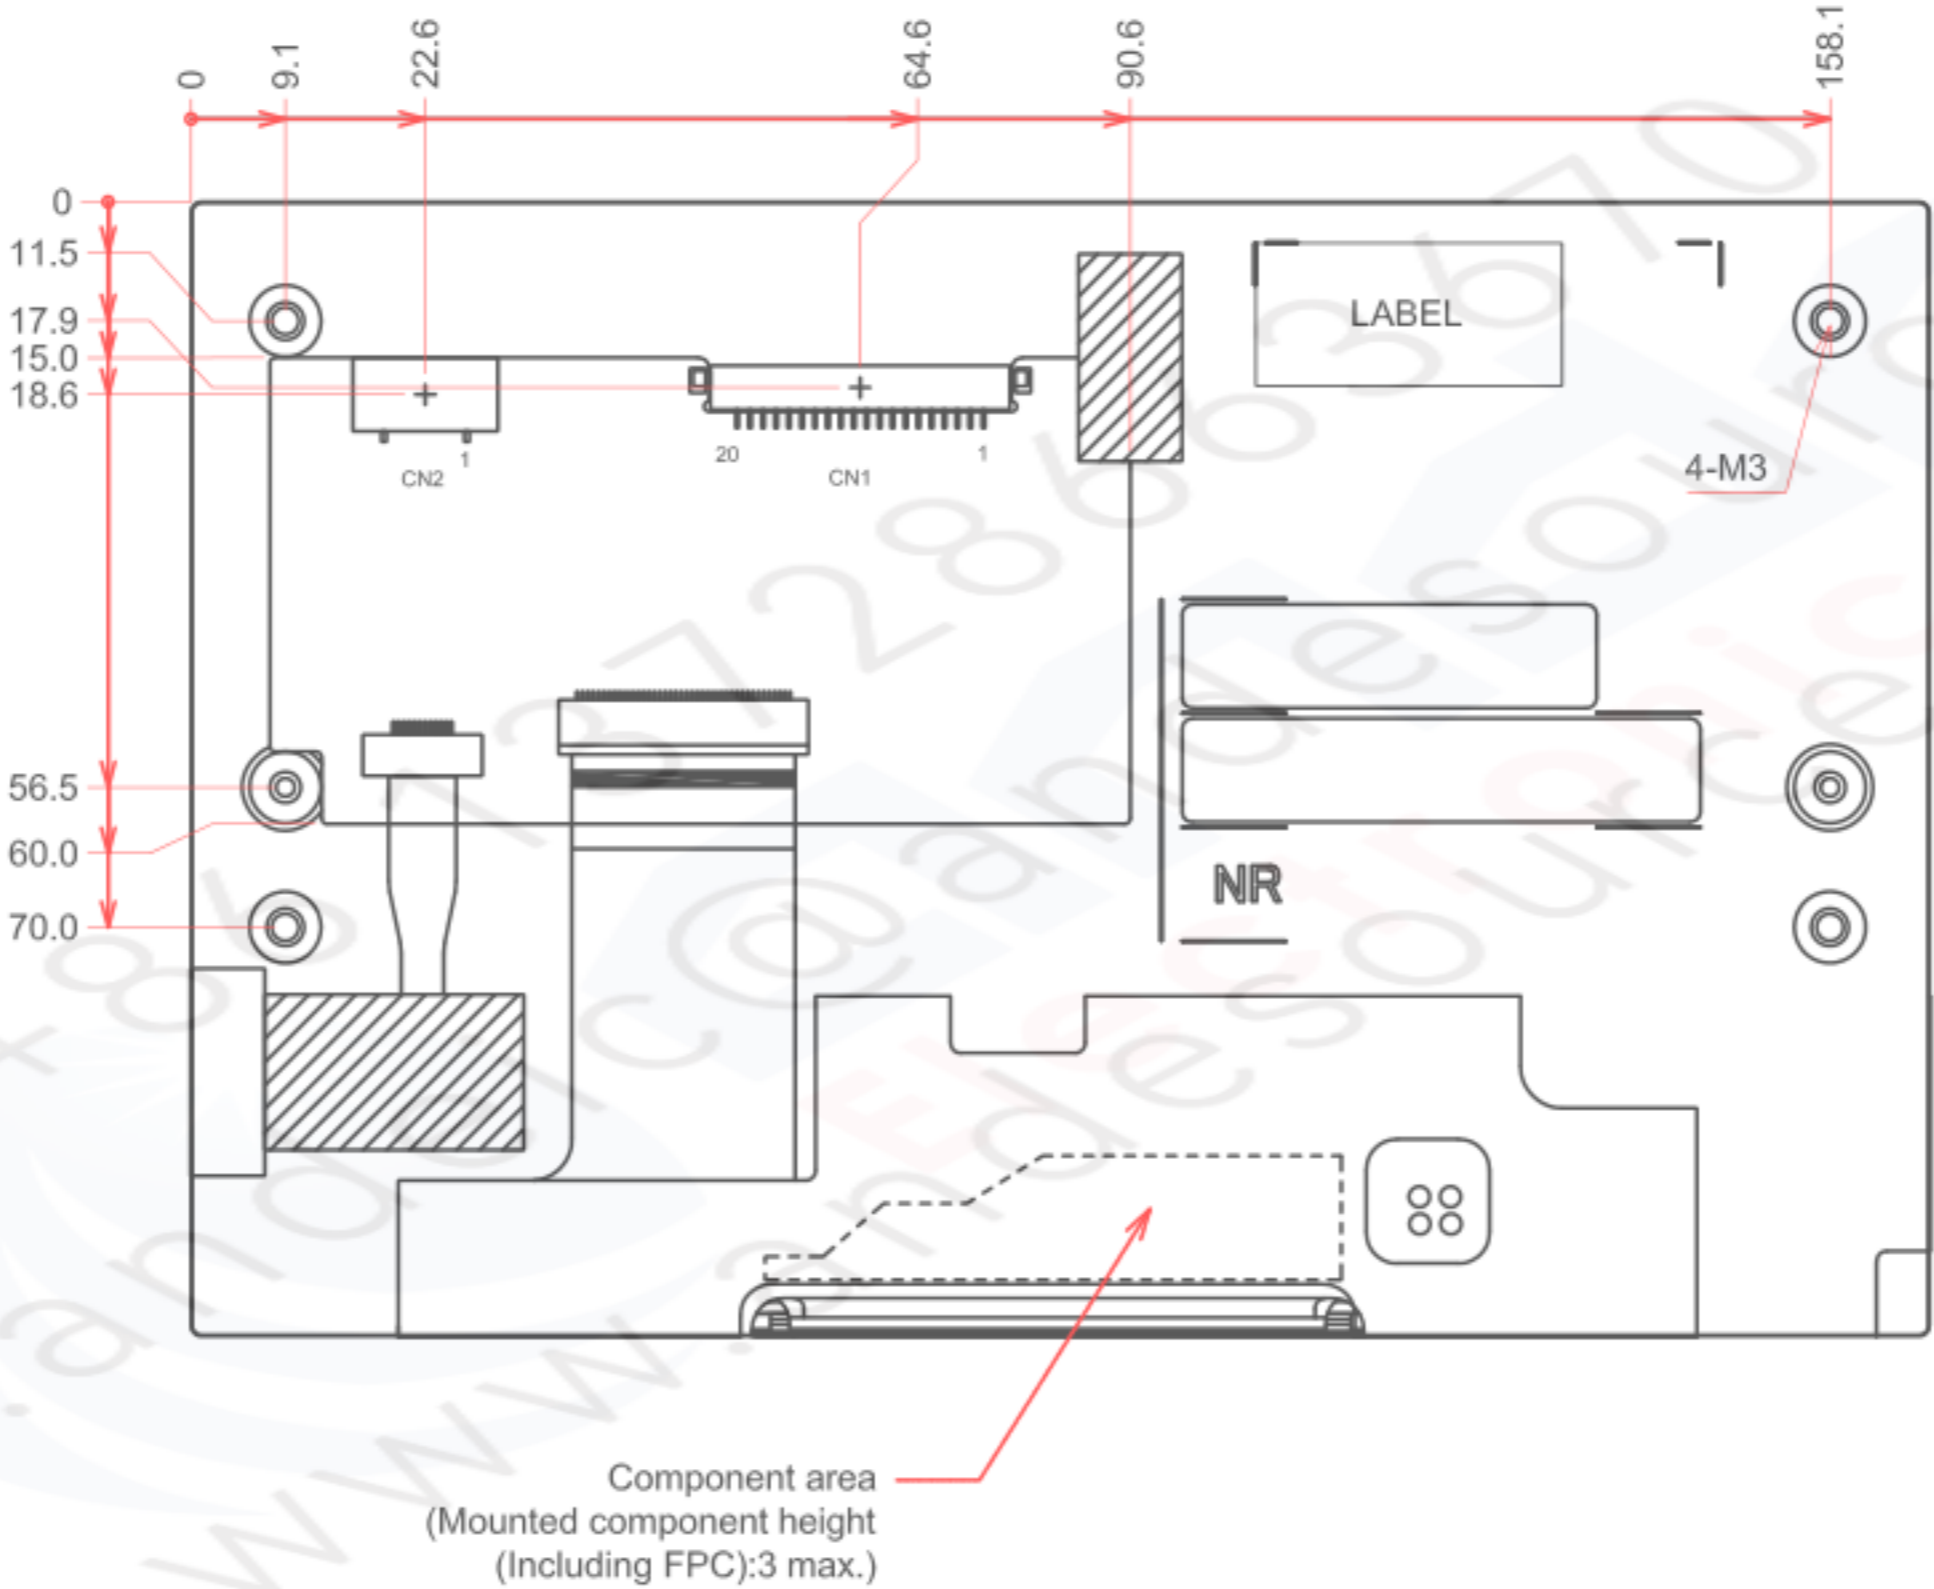 0
9.1
22.6
64.6
90.6
158.1
0
11.5
17.9
15.0
18.6
56.5
60.0
70.0
LABEL
4-M3
20
1
CN1
1
CN2
NR
Component area
(Mounted component height
(Including FPC):3 max.)